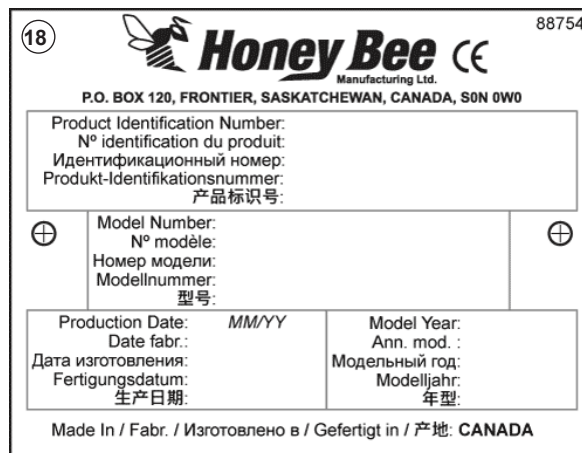 18
88754
Honey Bee CE
Manufacturing Ltd.
P.O. BOX 120, FRONTIER, SASKATCHEWAN, CANADA, S0N 0W0
Product Identification Number:
Nº identification du produit:
Идентификационный номер:
Produkt-Identifikationsnummer:
产品标识号:
Model Number:
Nº modèle:
Номер модели:
Modellnummer:
型号:
Production Date: MM/YY
Date fabr.:
Дата изготовления:
Fertigungsdatum:
生产日期:
Model Year:
Ann. mod. :
Модельный год:
Modelljahr:
年型:
Made In / Fabr. / Изготовлено в / Gefertigt in / 产地: CANADA